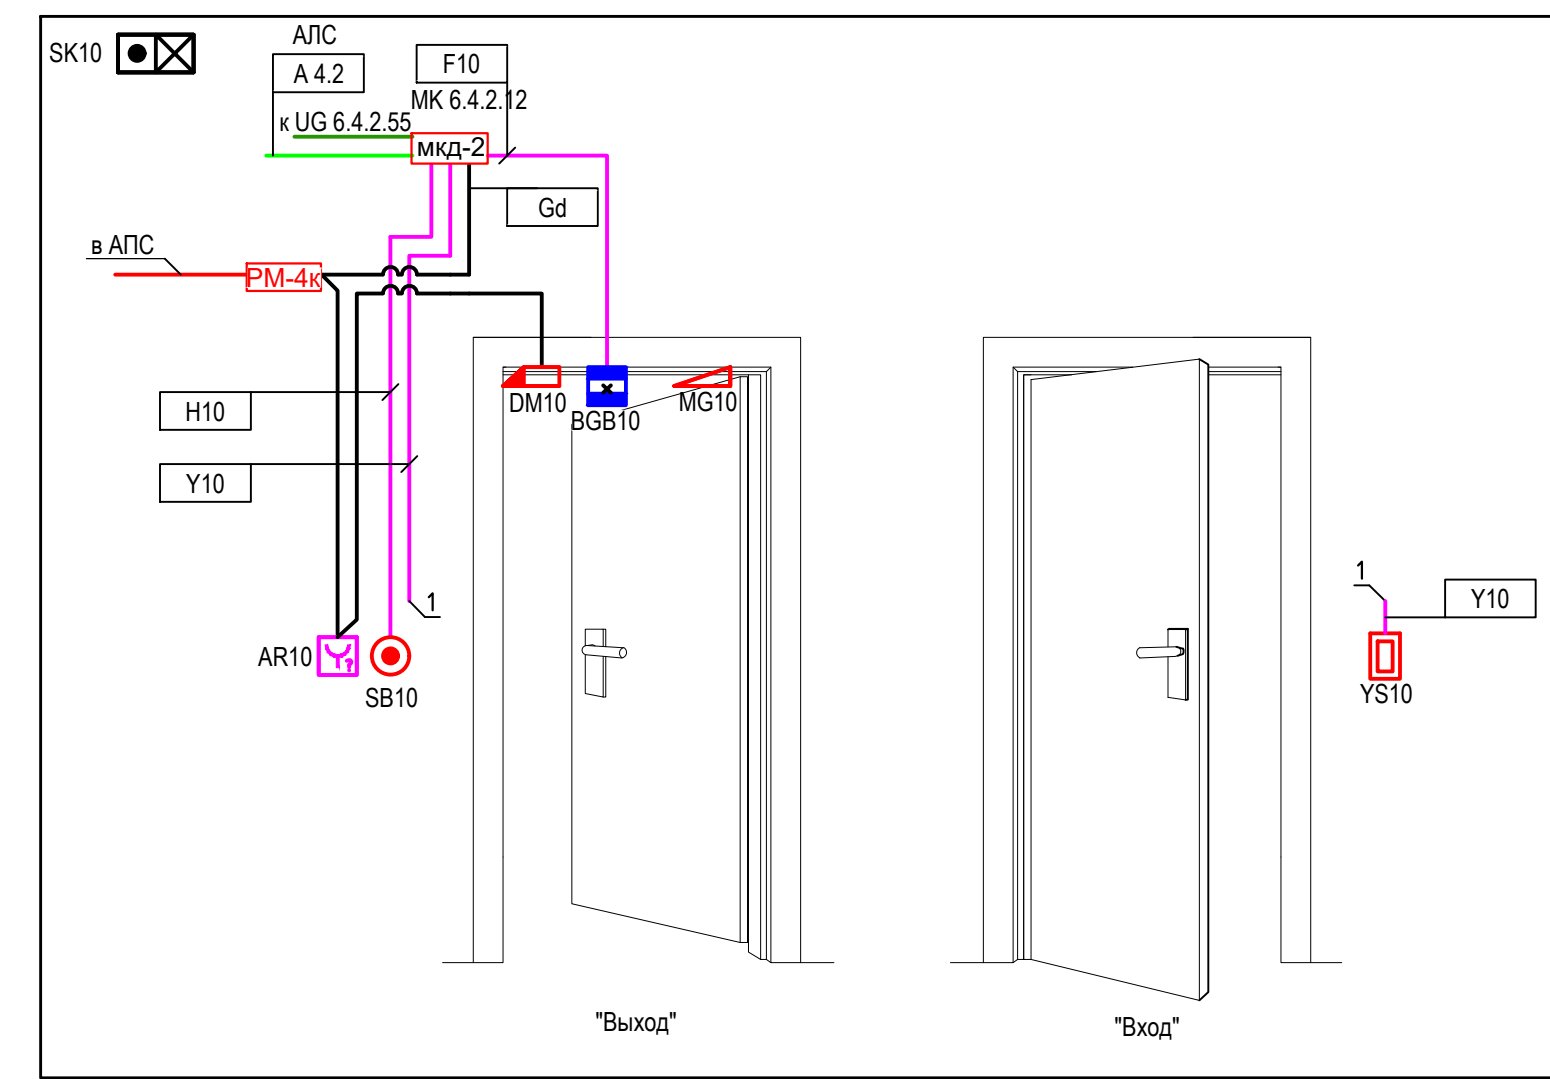 SK10
АЛС
A 4.2
F10
МК 6.4.2.12
к UG 6.4.2.55
мкд-2
Gd
в АПС
РМ-4к
H10
Y10
DM10
BGB10
MG10
1
AR10
?
SB10
1
Y10
YS10
"Выход"
"Вход"